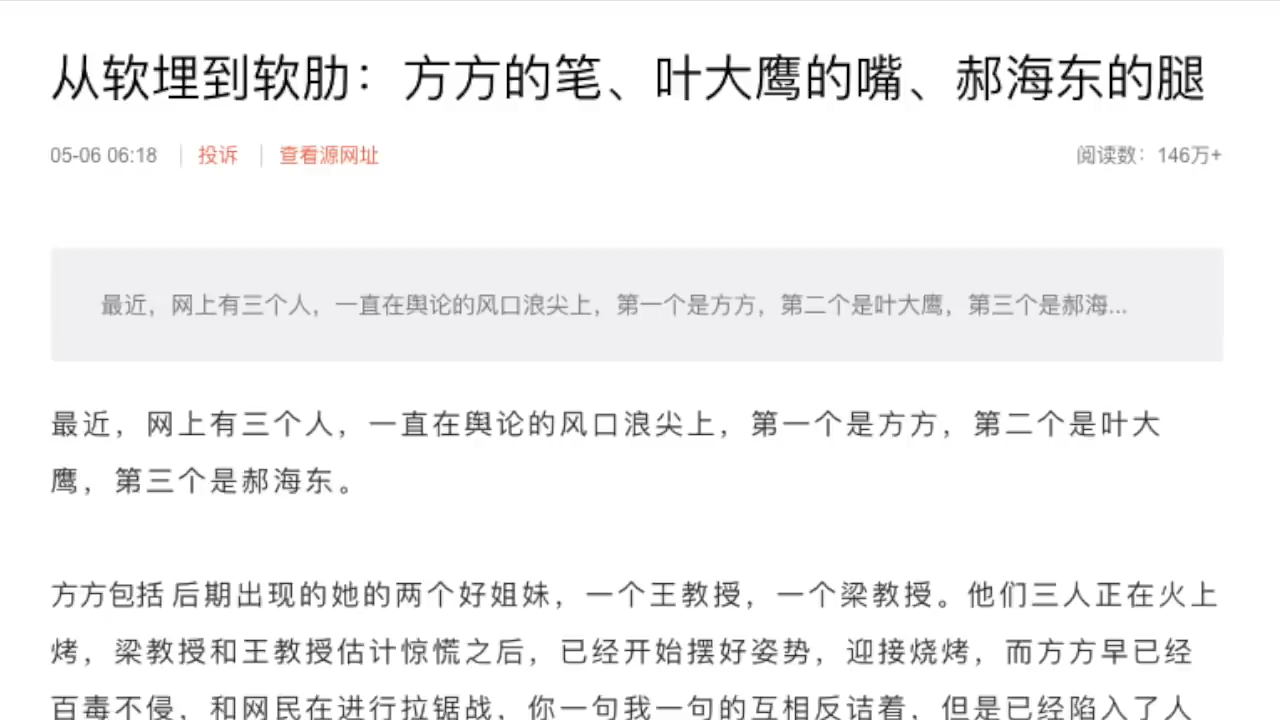 从软埋到软肋：方方的笔、叶大鹰的嘴、郝海东的腿
05-06 06:18 | 投诉 | 查看源网址 阅读数：146万+
最近，网上有三个人，一直在舆论的风口浪尖上，第一个是方方，第二个是叶大鹰，第三个是郝海...
最近，网上有三个人，一直在舆论的风口浪尖上，第一个是方方，第二个是叶大
鹰，第三个是郝海东。
方方包括 后期出现的她的两个好姐妹，一个王教授，一个梁教授。他们三人正在火上
烤，梁教授和王教授估计惊慌之后，已经开始摆好姿势，迎接烧烤，而方方早已经
百毒不侵，和网民在进行拉锯战，你一句我一句的互相反诘着，但是已经陷入了人